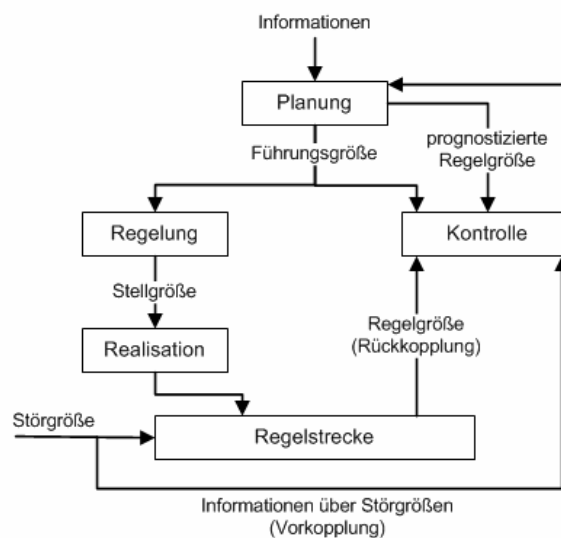 Informationen
Planung
Führungsgröße
prognostizierte
Regelgröße
Regelung
Kontrolle
Stellgröße
Regelgröße
(Rückkopplung)
Realisation
Störgröße
Regelstrecke
Informationen über Störgrößen
(Vorkopplung)